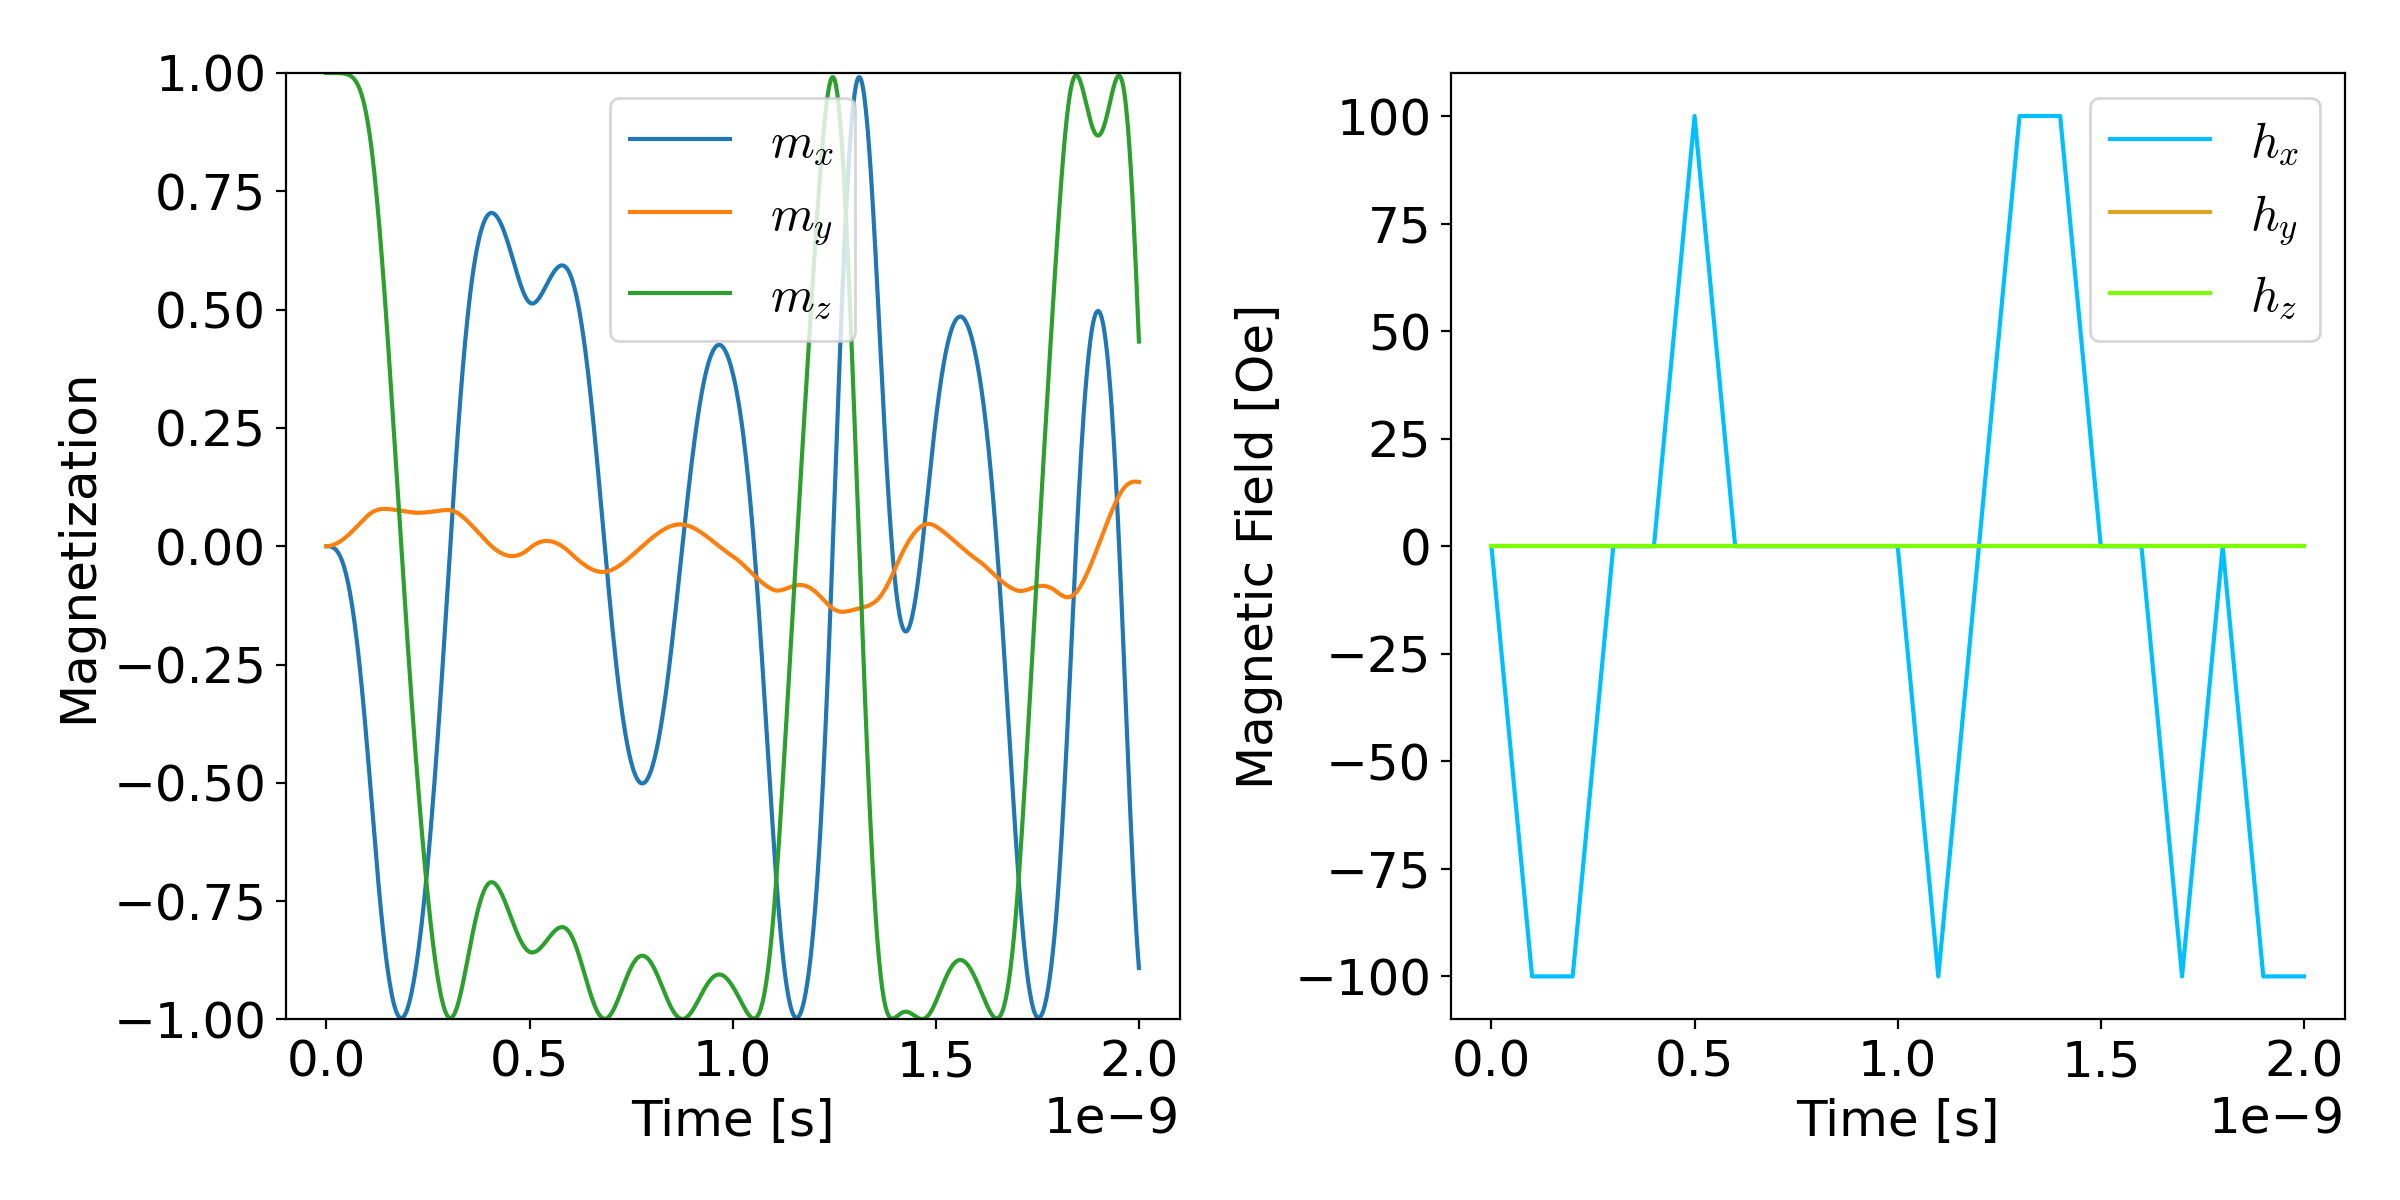 Magnetization
1.00
0.75
0.50
0.25
0.00
−0.25
−0.50
−0.75
−1.00
0.0 0.5 1.0 1.5 2.0
Time [s]
1e−9
m_x
m_y
m_z
Magnetic Field [Oe]
100
75
50
25
0
−25
−50
−75
−100
0.0 0.5 1.0 1.5 2.0
Time [s]
1e−9
h_x
h_y
h_z